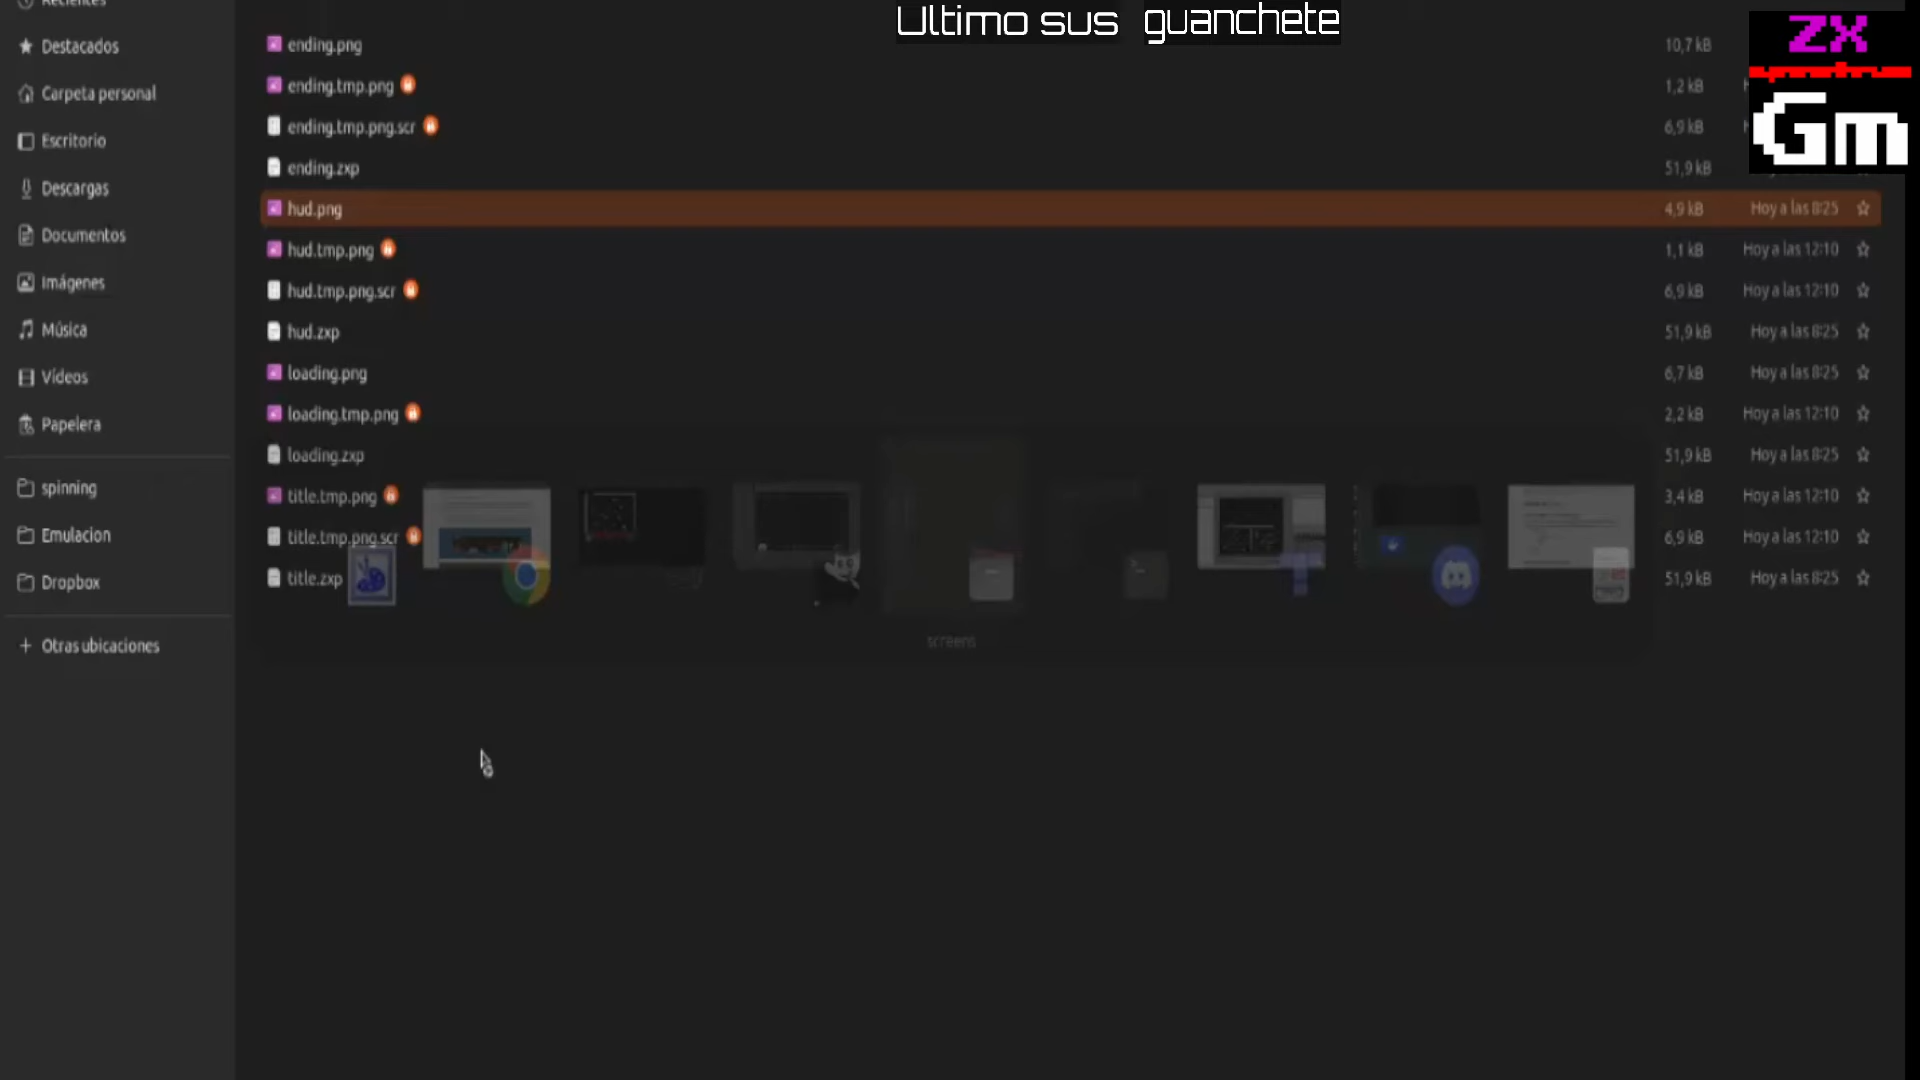 Ultimo sus guanchete
ZX
spectrum
Gm
Recientes
Destacados
Carpeta personal
Escritorio
Descargas
Documentos
Imágenes
Música
Vídeos
Papelera
spinning
Emulacion
Dropbox
+ Otras ubicaciones
ending.png 10,7 kB
ending.tmp.png 1,2 kB
ending.tmp.png.scr 6,9 kB
ending.zxp 51,9 kB
hud.png 4,9 kB Hoy a las 8:25
hud.tmp.png 1,1 kB Hoy a las 12:10
hud.tmp.png.scr 6,9 kB Hoy a las 12:10
hud.zxp 51,9 kB Hoy a las 8:25
loading.png 6,7 kB Hoy a las 8:25
loading.tmp.png 2,2 kB Hoy a las 12:10
loading.zxp 51,9 kB Hoy a las 8:25
title.tmp.png 3,4 kB Hoy a las 12:10
title.tmp.png.scr 6,9 kB Hoy a las 12:10
title.zxp 51,9 kB Hoy a las 8:25
screens